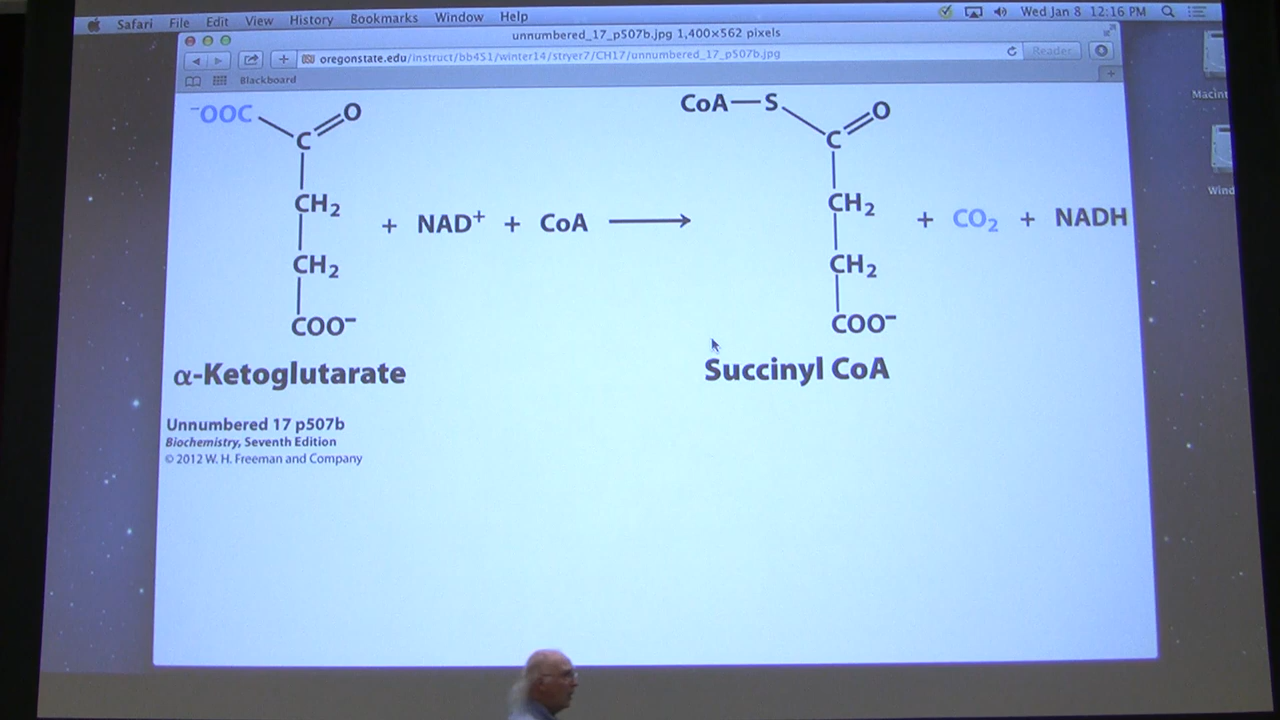 Safari File Edit View History Bookmarks Window Help Wed Jan 8 12:16 PM
unnumbered_17_p507b.jpg 1,400×562 pixels
oregonstate.edu/instruct/bb451/winter14/stryer7/CH17/unnumbered_17_p507b.jpg Reader
Blackboard
Macint
Wind
⁻OOC O
C
CH₂
CH₂
COO⁻
+ NAD⁺ + CoA ⟶
CoA—S O
C
CH₂
CH₂
COO⁻
+ CO₂ + NADH
α-Ketoglutarate
Succinyl CoA
Unnumbered 17 p507b
Biochemistry, Seventh Edition
© 2012 W. H. Freeman and Company